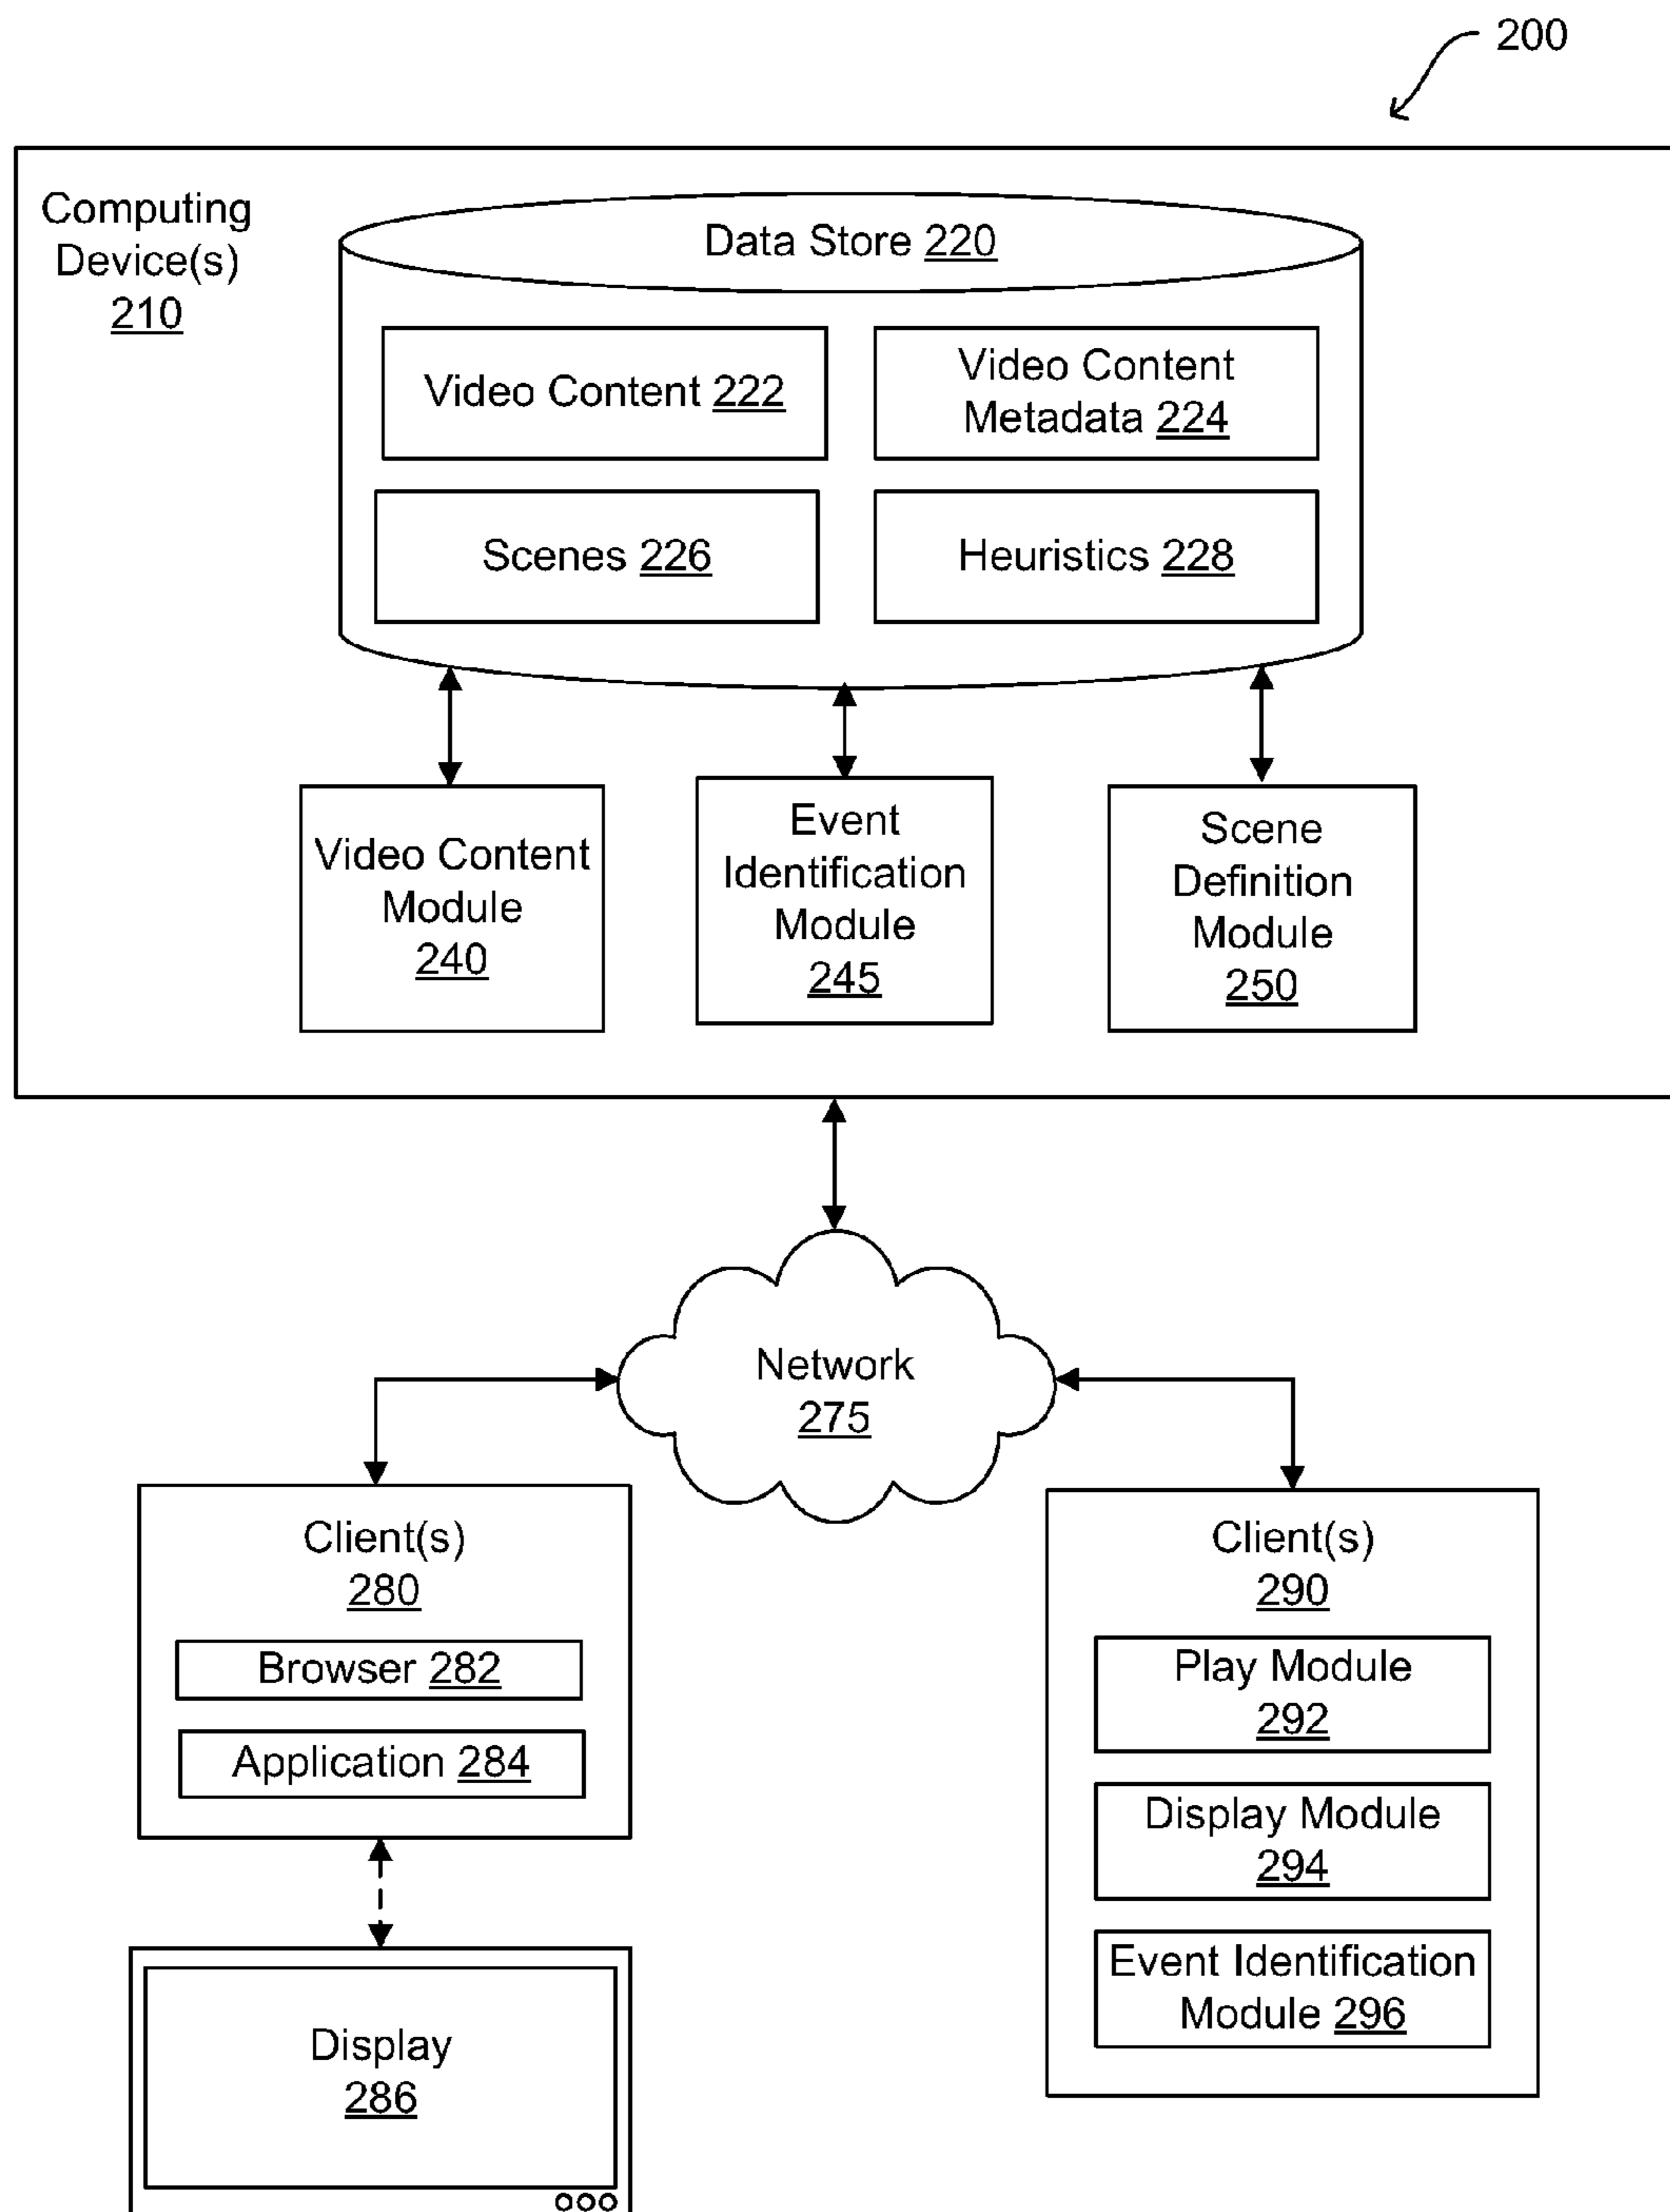 200
Computing
Device(s)
210
Data Store 220
Video Content 222
Video Content
Metadata 224
Scenes 226
Heuristics 228
Video Content
Module
240
Event
Identification
Module
245
Scene
Definition
Module
250
Network
275
Client(s)
280
Browser 282
Application 284
Display
286
Client(s)
290
Play Module
292
Display Module
294
Event Identification
Module 296